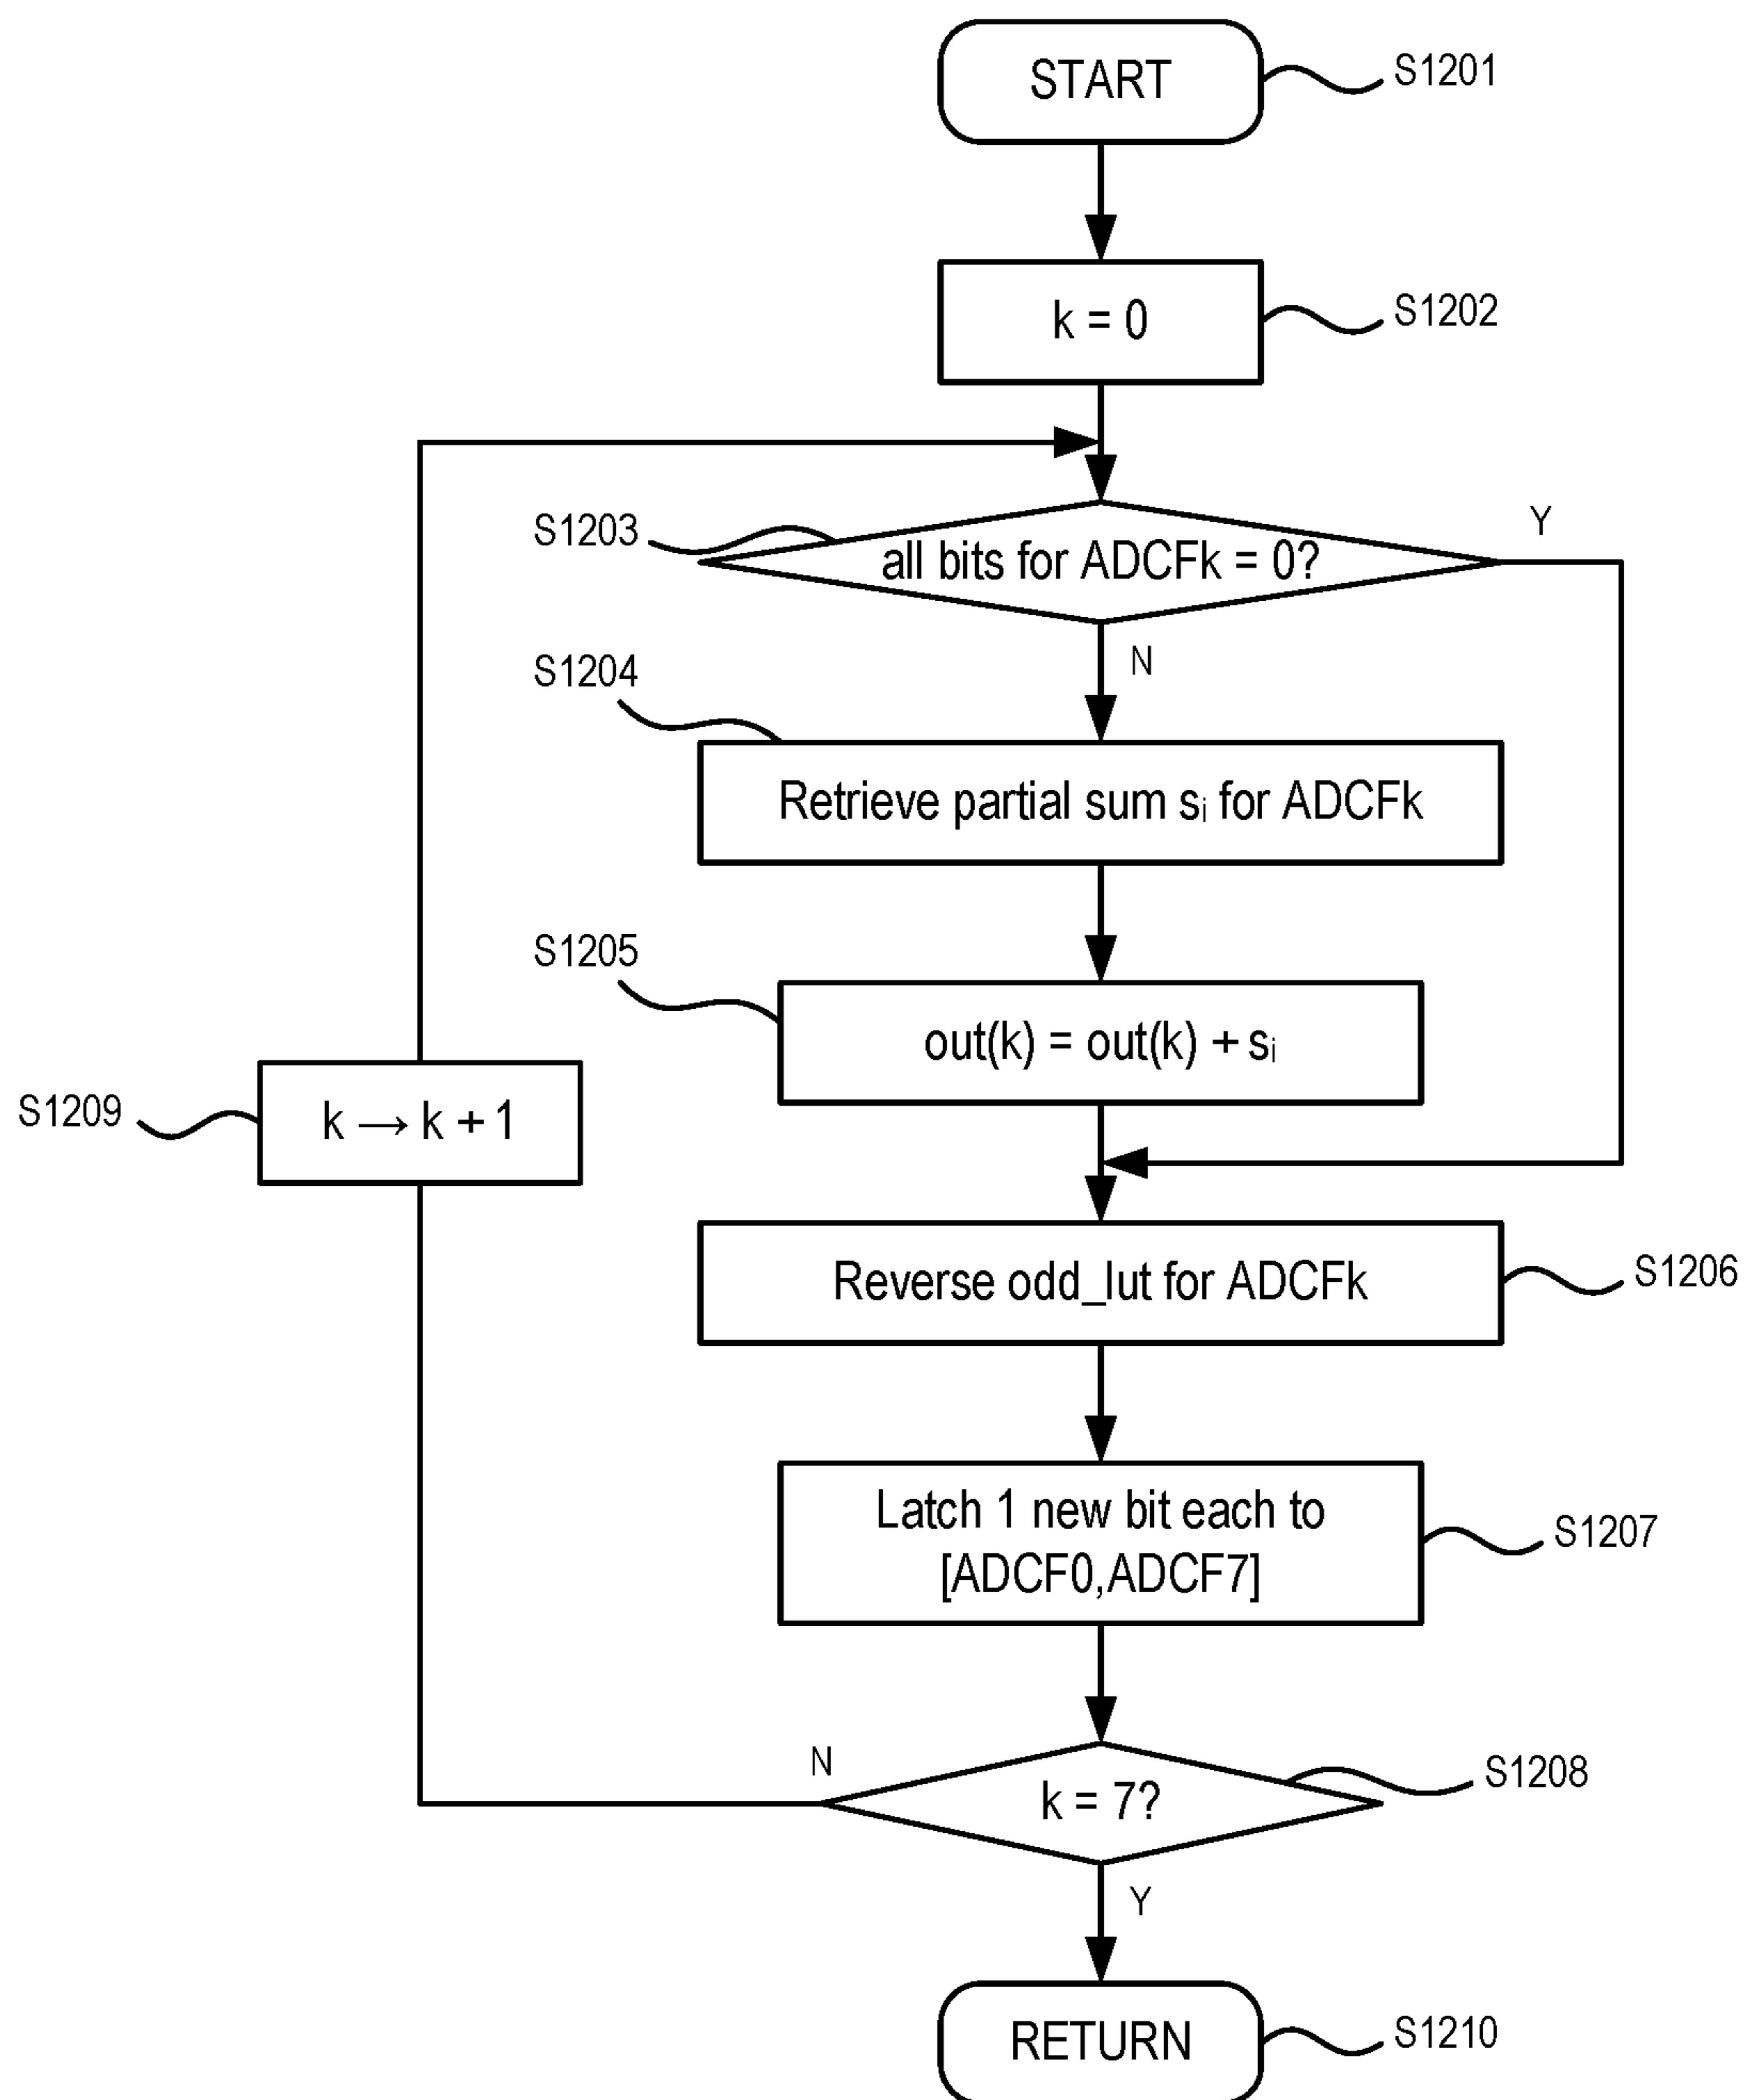 START
S1201
k = 0
S1202
S1203
all bits for ADCFk = 0?
Y
N
S1204
Retrieve partial sum sᵢ for ADCFk
S1205
out(k) = out(k) + sᵢ
S1209
k → k + 1
Reverse odd_lut for ADCFk
S1206
Latch 1 new bit each to
[ADCF0,ADCF7]
S1207
N
k = 7?
S1208
Y
RETURN
S1210